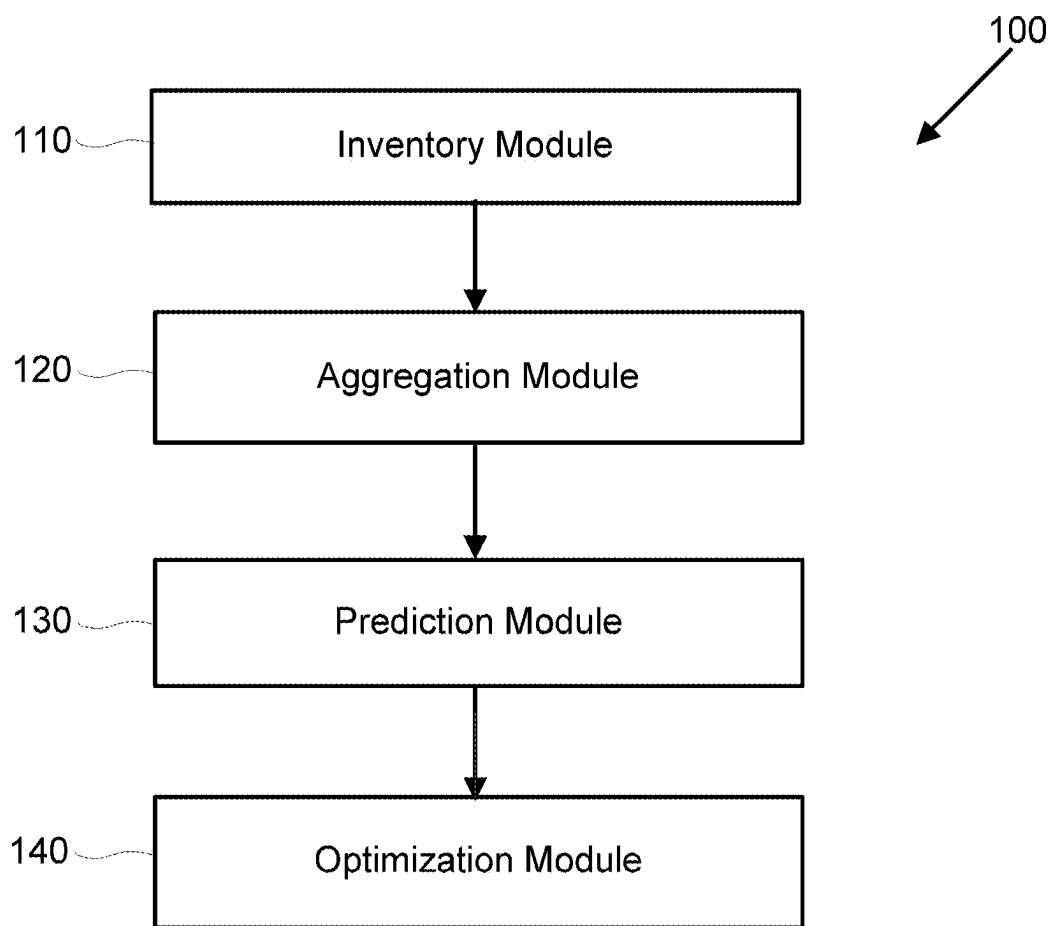 100
110
Inventory Module
120
Aggregation Module
130
Prediction Module
140
Optimization Module